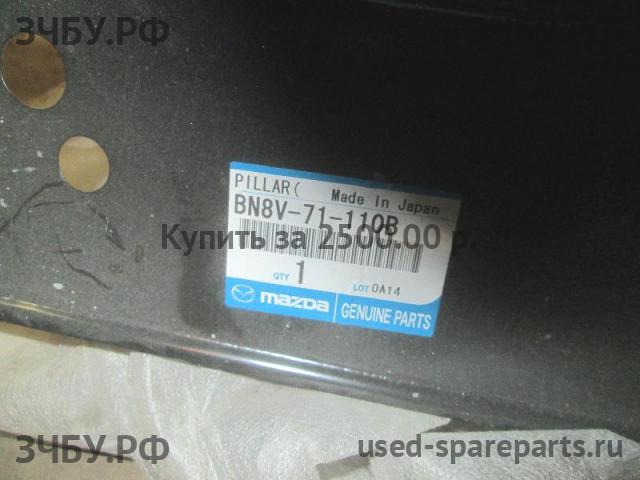 ЗЧБУ.РФ
PILLAR( Made In Japan
BN8V-71-110B
Купить за 2500.00 р.
QTY 1 LOT 0A14
mazda GENUINE PARTS
ЗЧБУ.РФ used-spareparts.ru